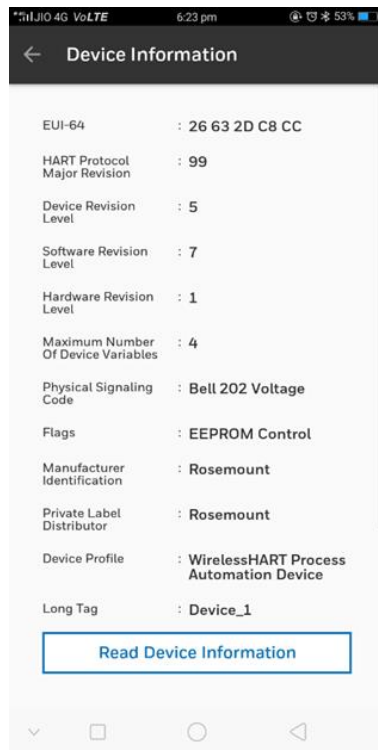 JIO 4G VoLTE 6:23 pm 53%
Device Information
EUI-64 : 26 63 2D C8 CC
HART Protocol
Major Revision : 99
Device Revision
Level : 5
Software Revision
Level : 7
Hardware Revision
Level : 1
Maximum Number
Of Device Variables : 4
Physical Signaling
Code : Bell 202 Voltage
Flags : EEPROM Control
Manufacturer
Identification : Rosemount
Private Label
Distributor : Rosemount
Device Profile : WirelessHART Process
Automation Device
Long Tag : Device_1
Read Device Information